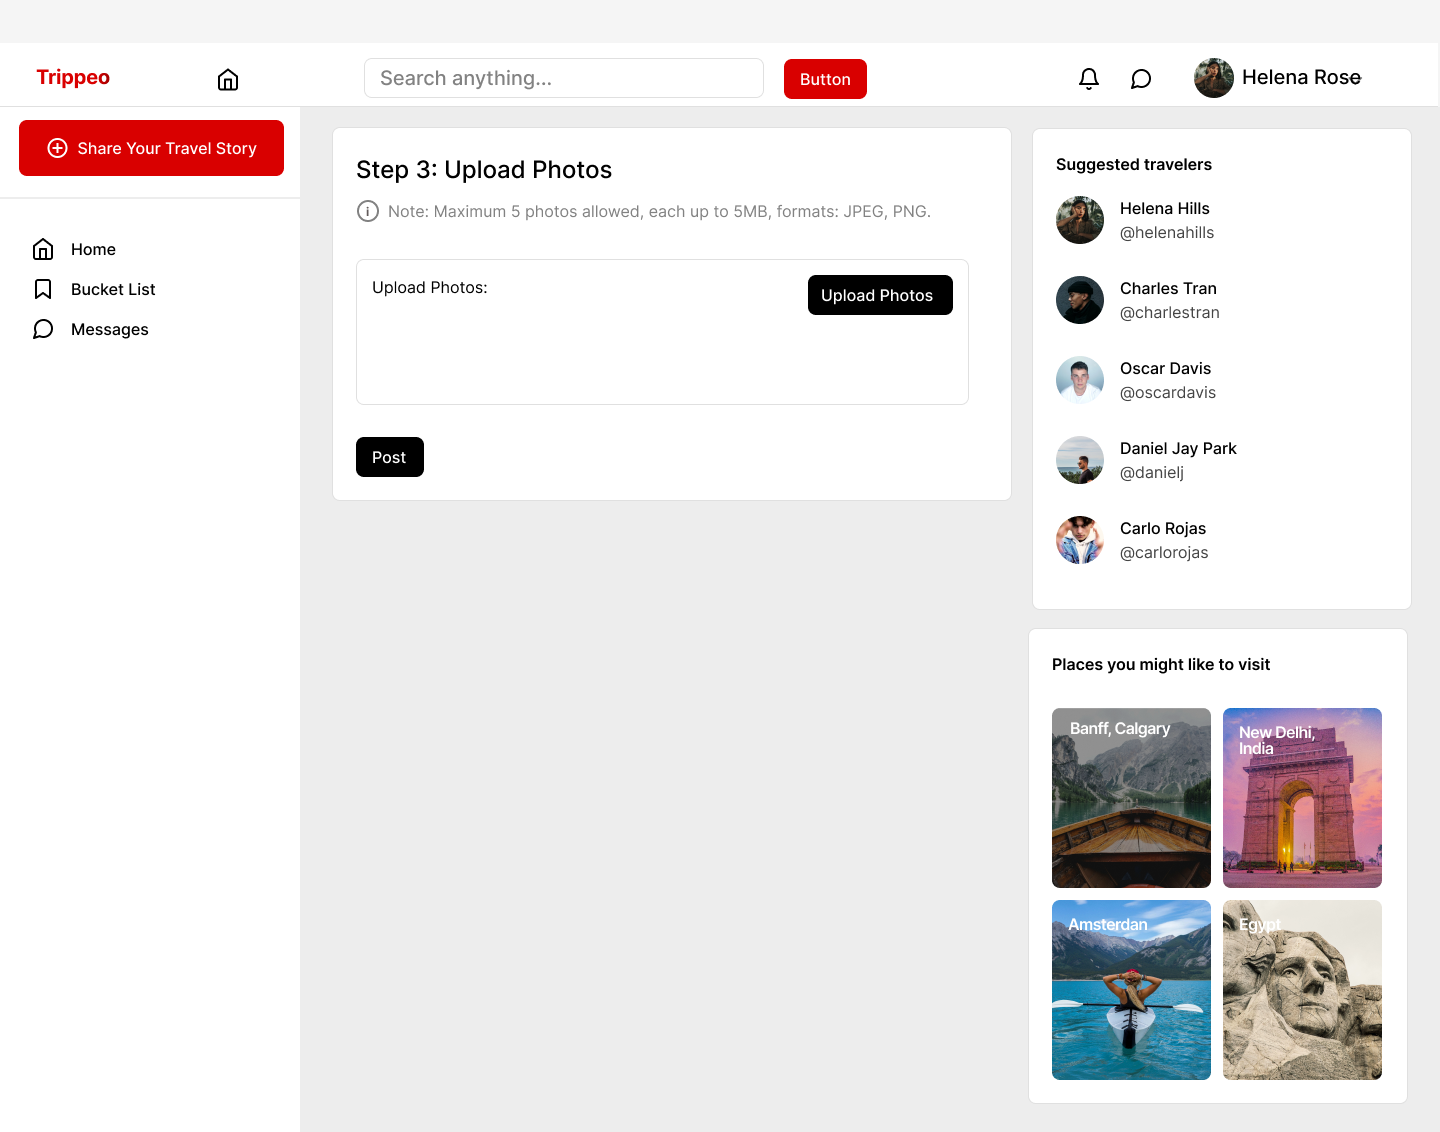 Trippeo
Search anything...
Button
Helena Rose
Share Your Travel Story
Home
Bucket List
Messages
Step 3: Upload Photos
Note: Maximum 5 photos allowed, each up to 5MB, formats: JPEG, PNG.
Upload Photos:
Upload Photos
Post
Suggested travelers
Helena Hills
@helenahills
Charles Tran
@charlestran
Oscar Davis
@oscardavis
Daniel Jay Park
@danielj
Carlo Rojas
@carlorojas
Places you might like to visit
Banff, Calgary
New Delhi,
India
Amsterdan
Egypt